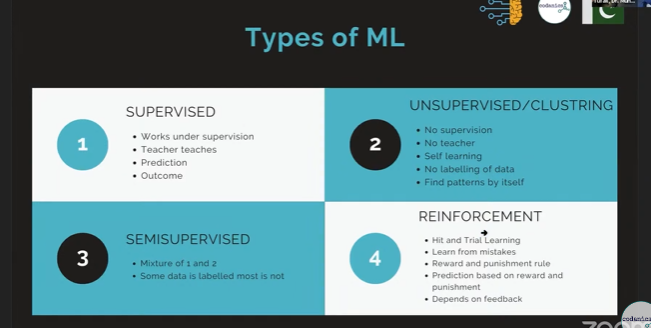 codanics
Types of ML
1
SUPERVISED
• Works under supervision
• Teacher teaches
• Prediction
• Outcome
2
UNSUPERVISED/CLUSTRING
• No supervision
• No teacher
• Self learning
• No labelling of data
• Find patterns by itself
3
SEMISUPERVISED
• Mixture of 1 and 2
• Some data is labelled most is not
4
REINFORCEMENT
• Hit and Trial Learning
• Learn from mistakes
• Reward and punishment rule
• Prediction based on reward and
punishment
• Depends on feedback
codanics
zoom